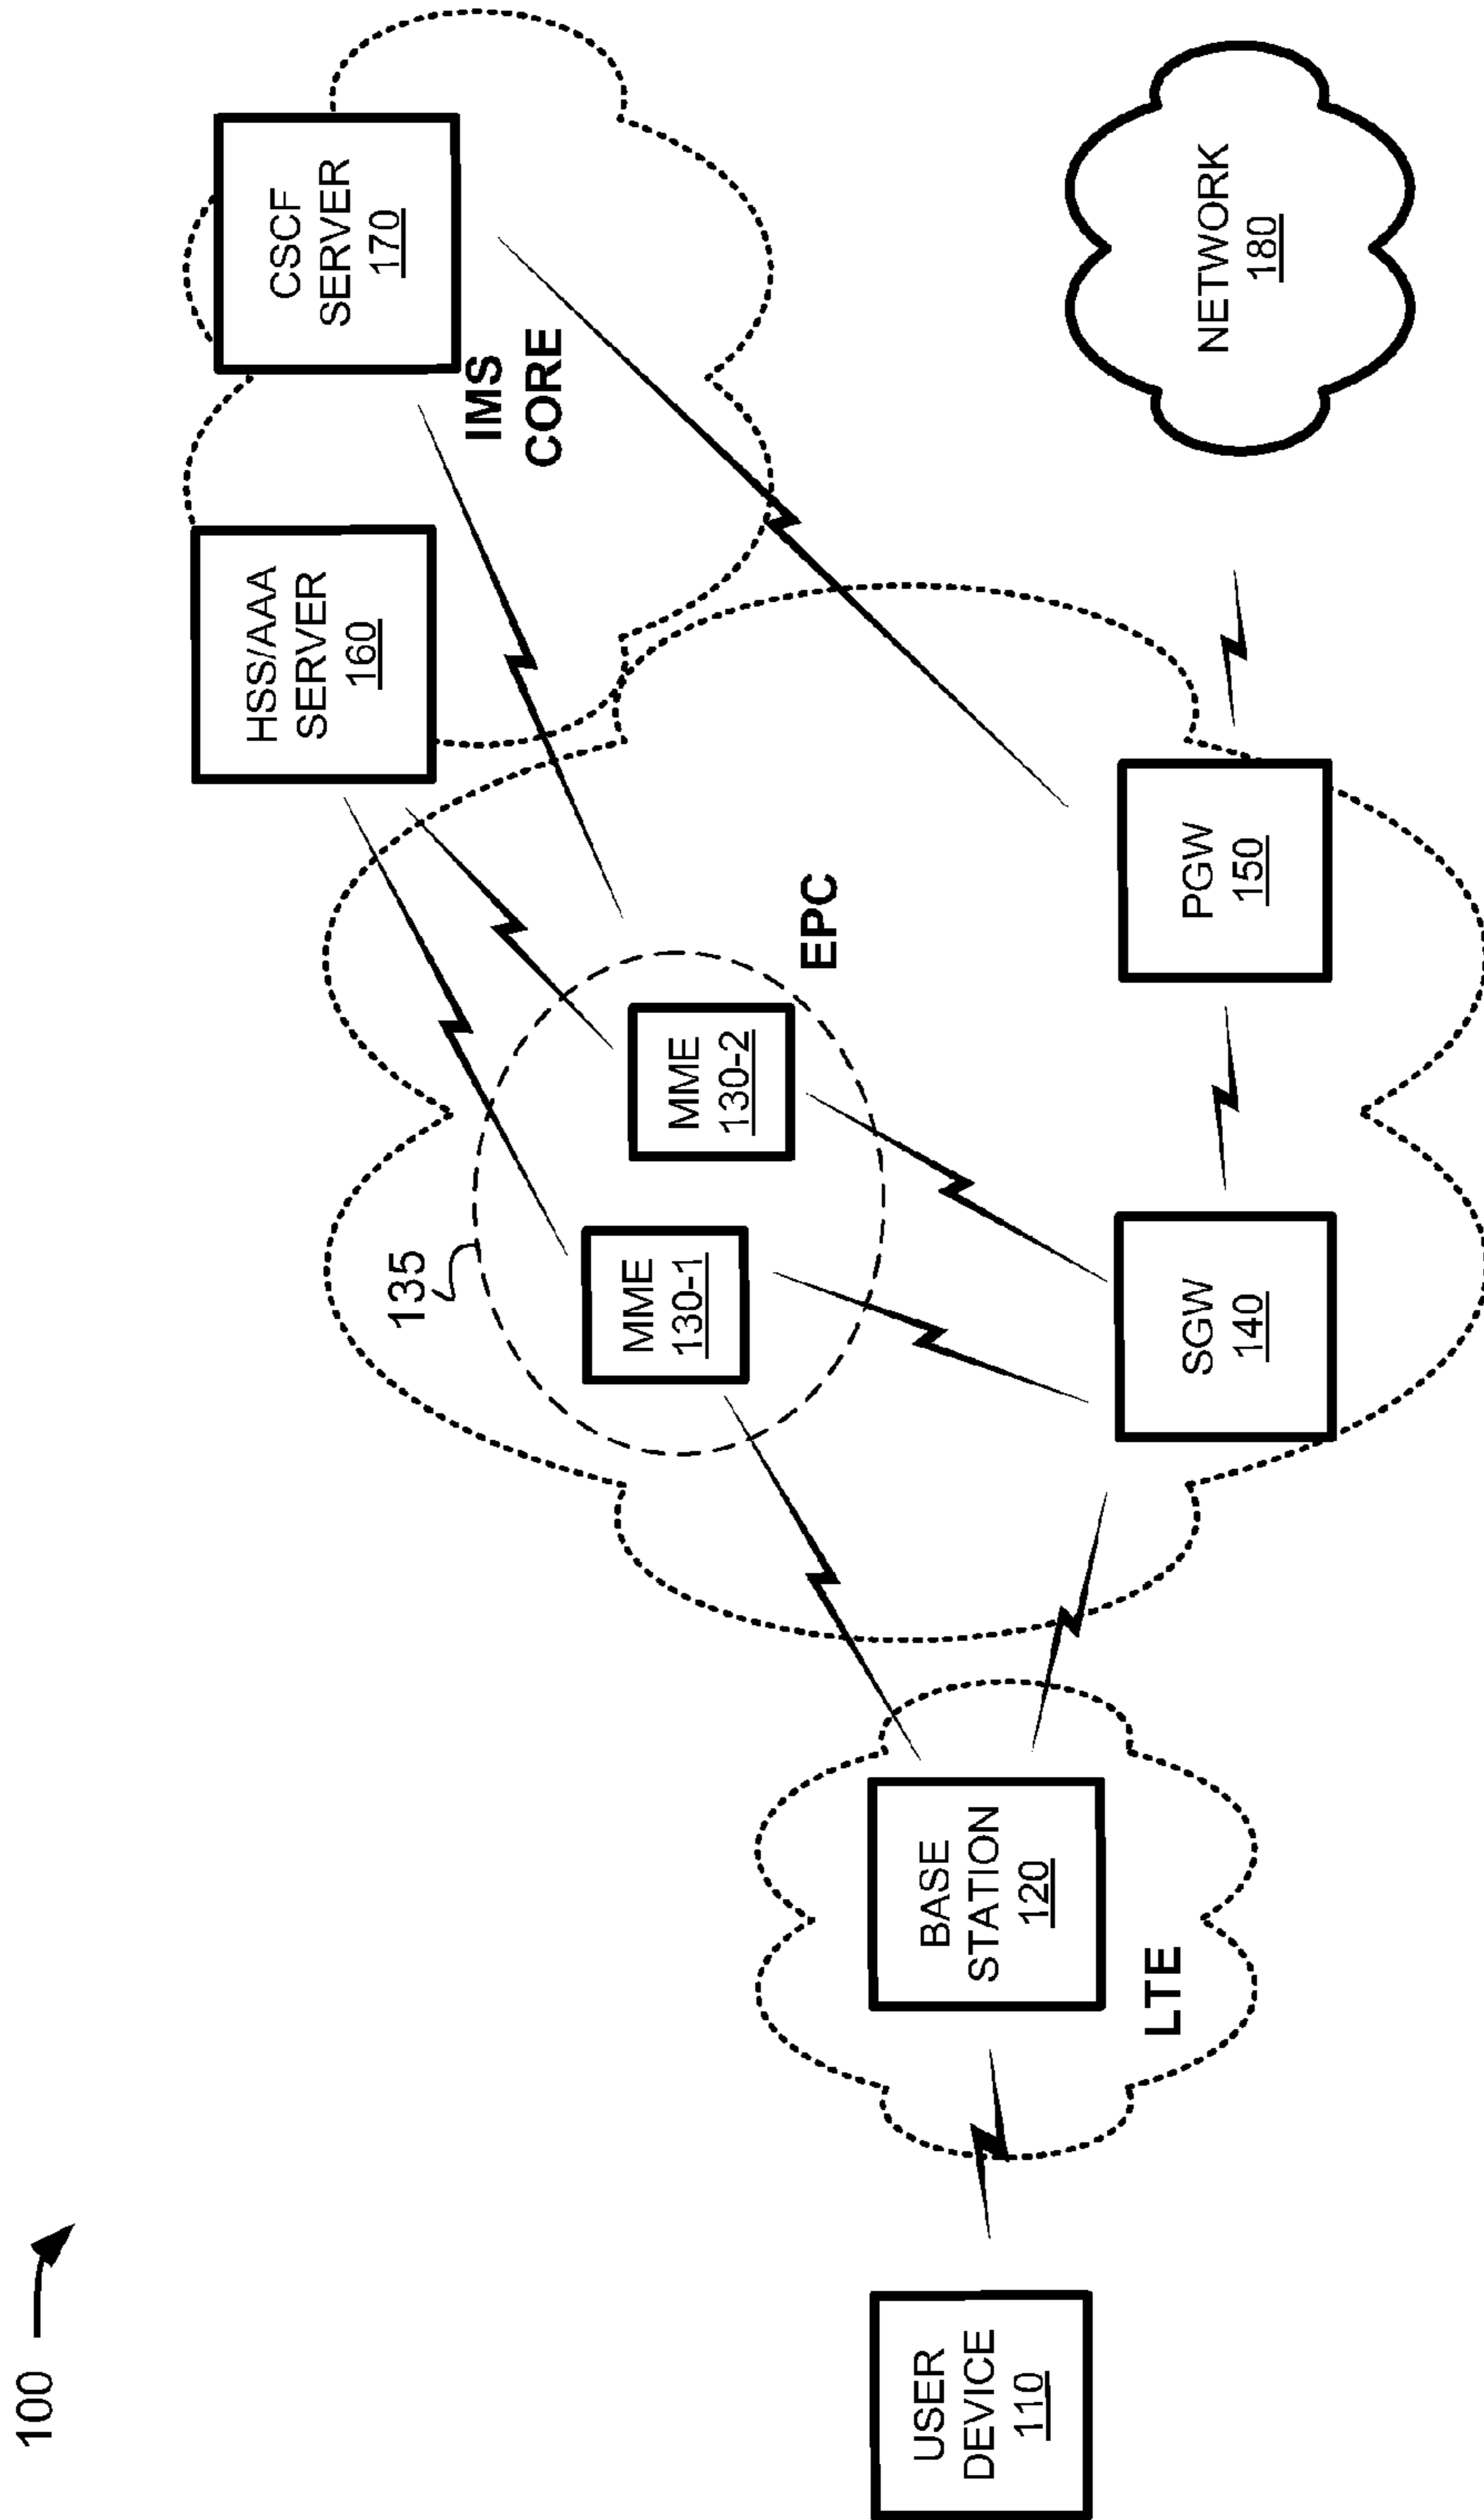 100
HSS/AAA
SERVER
160
CSCF
SERVER
170
IMS
CORE
135
MME
130-1
MME
130-2
EPC
USER
DEVICE
110
BASE
STATION
120
LTE
SGW
140
PGW
150
NETWORK
180